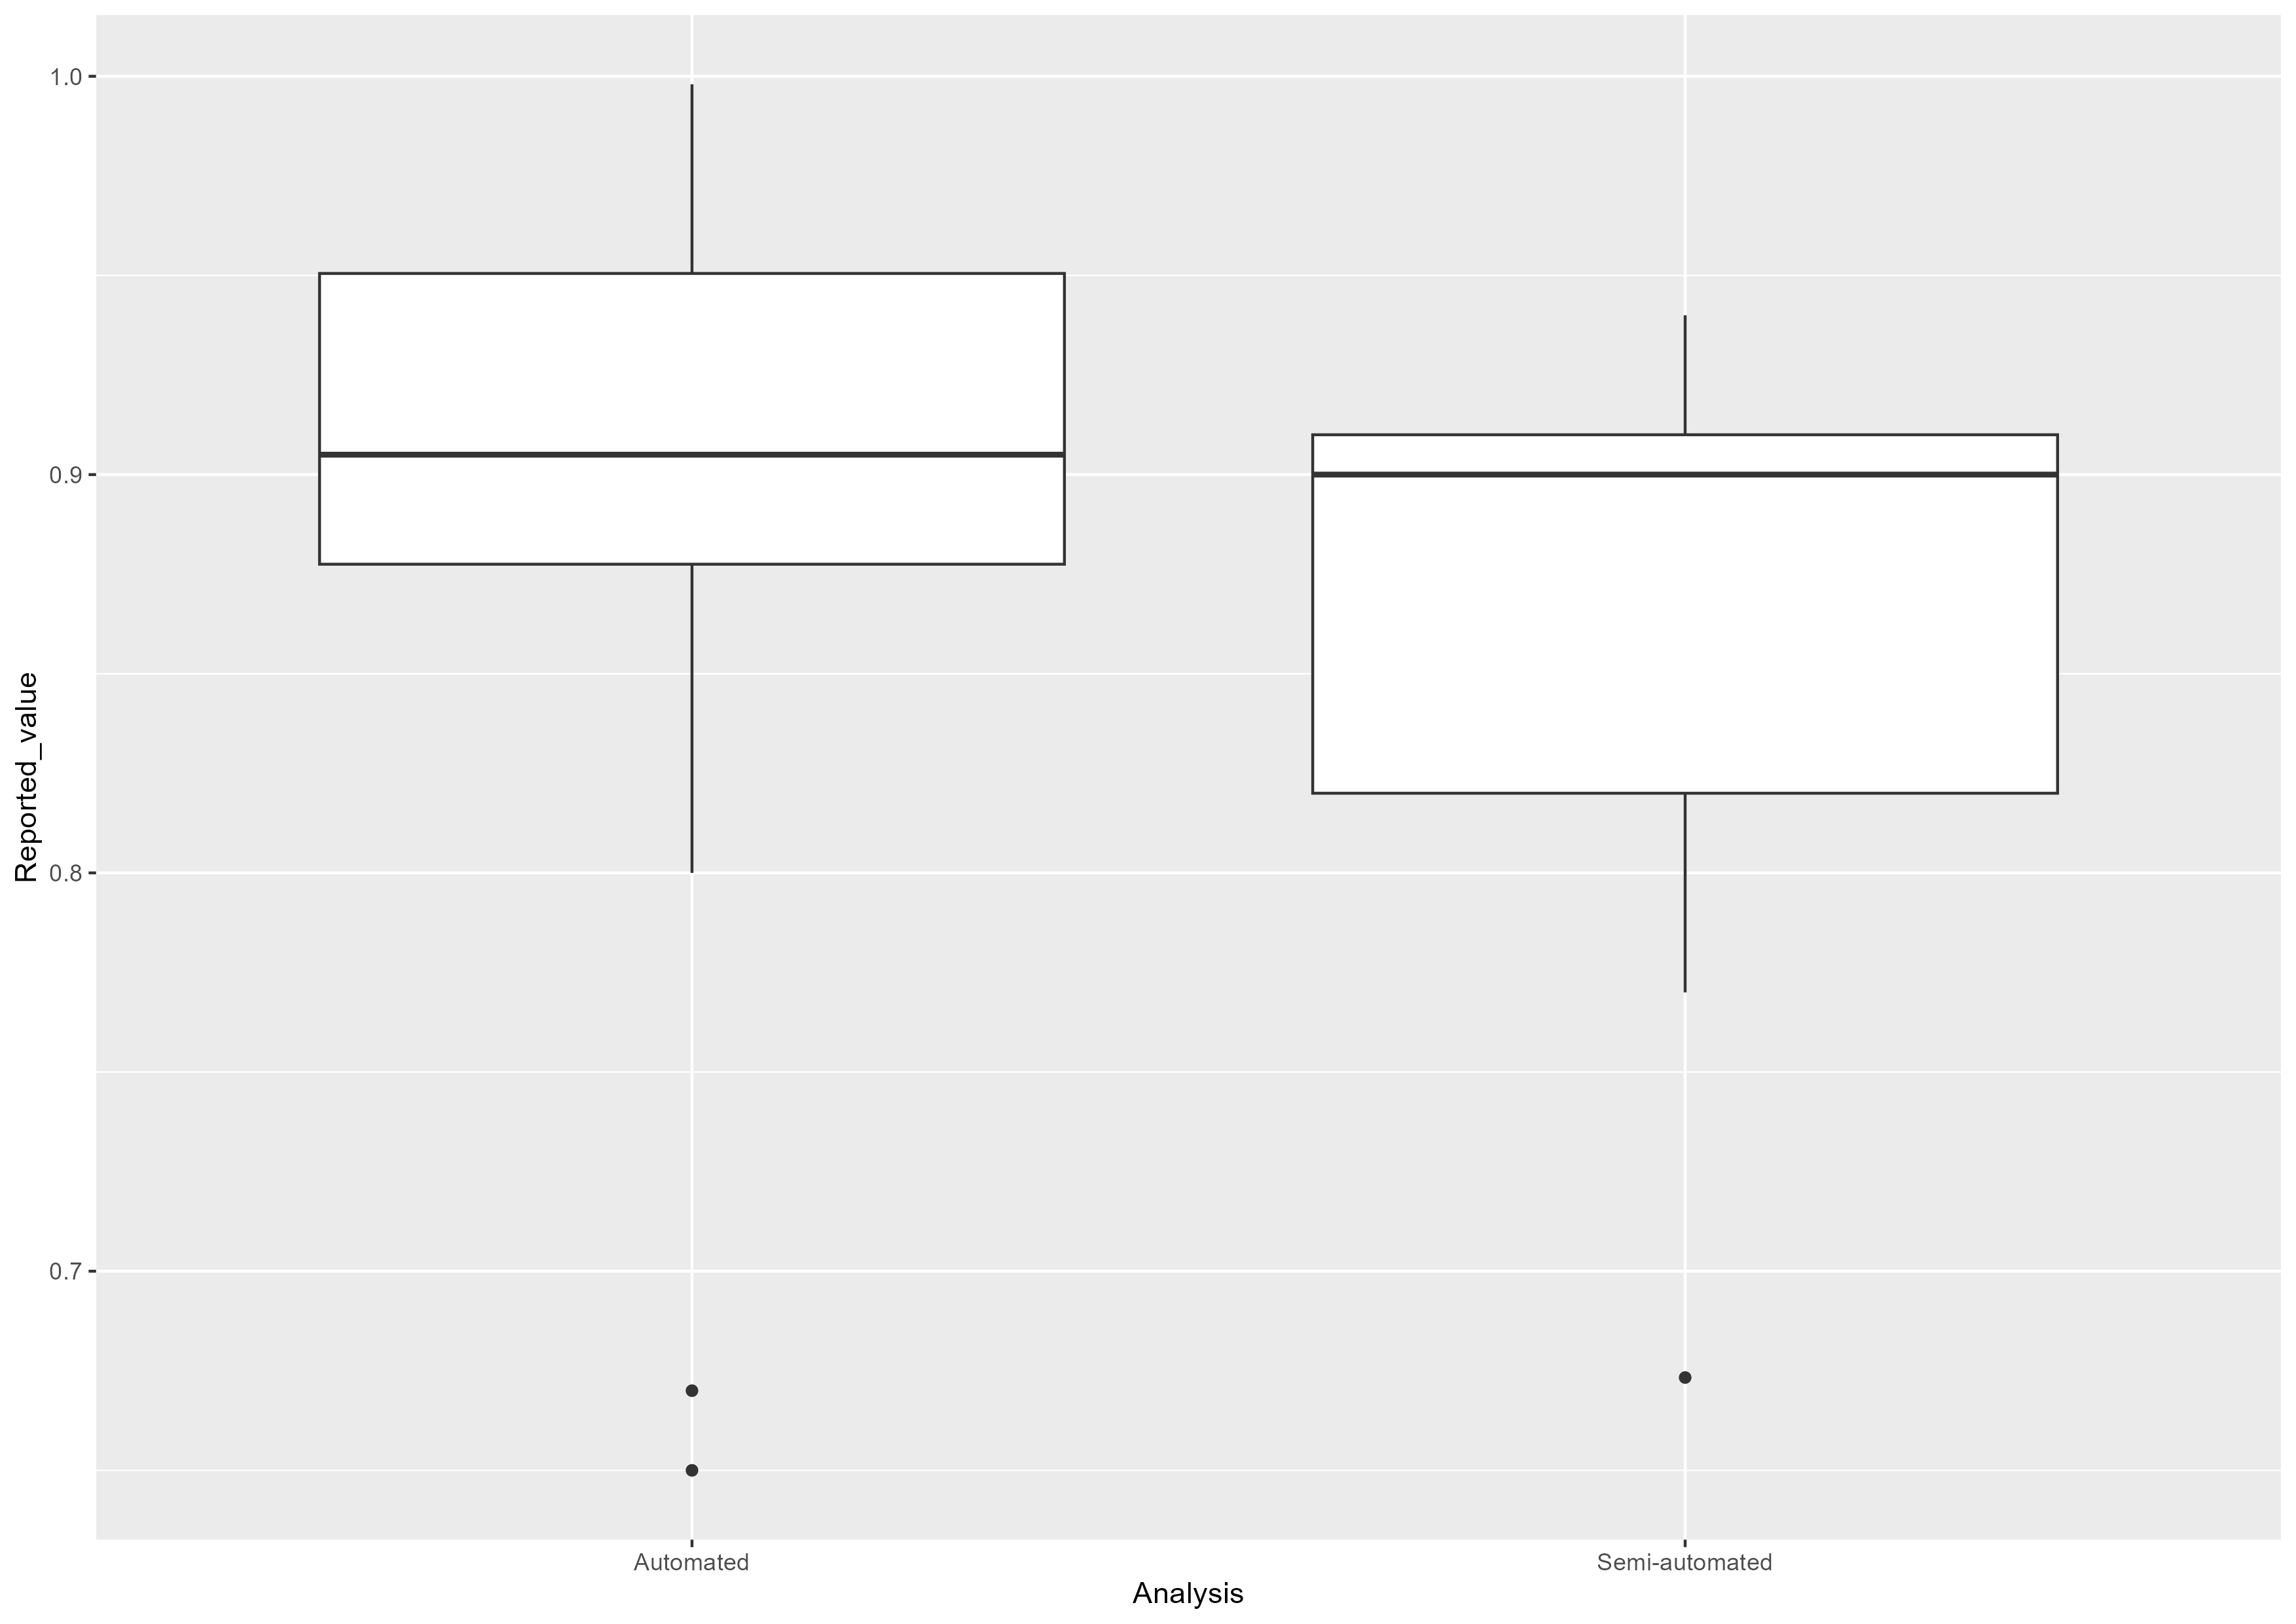 Reported_value
1.0
0.9
0.8
0.7
Automated
Semi-automated
Analysis